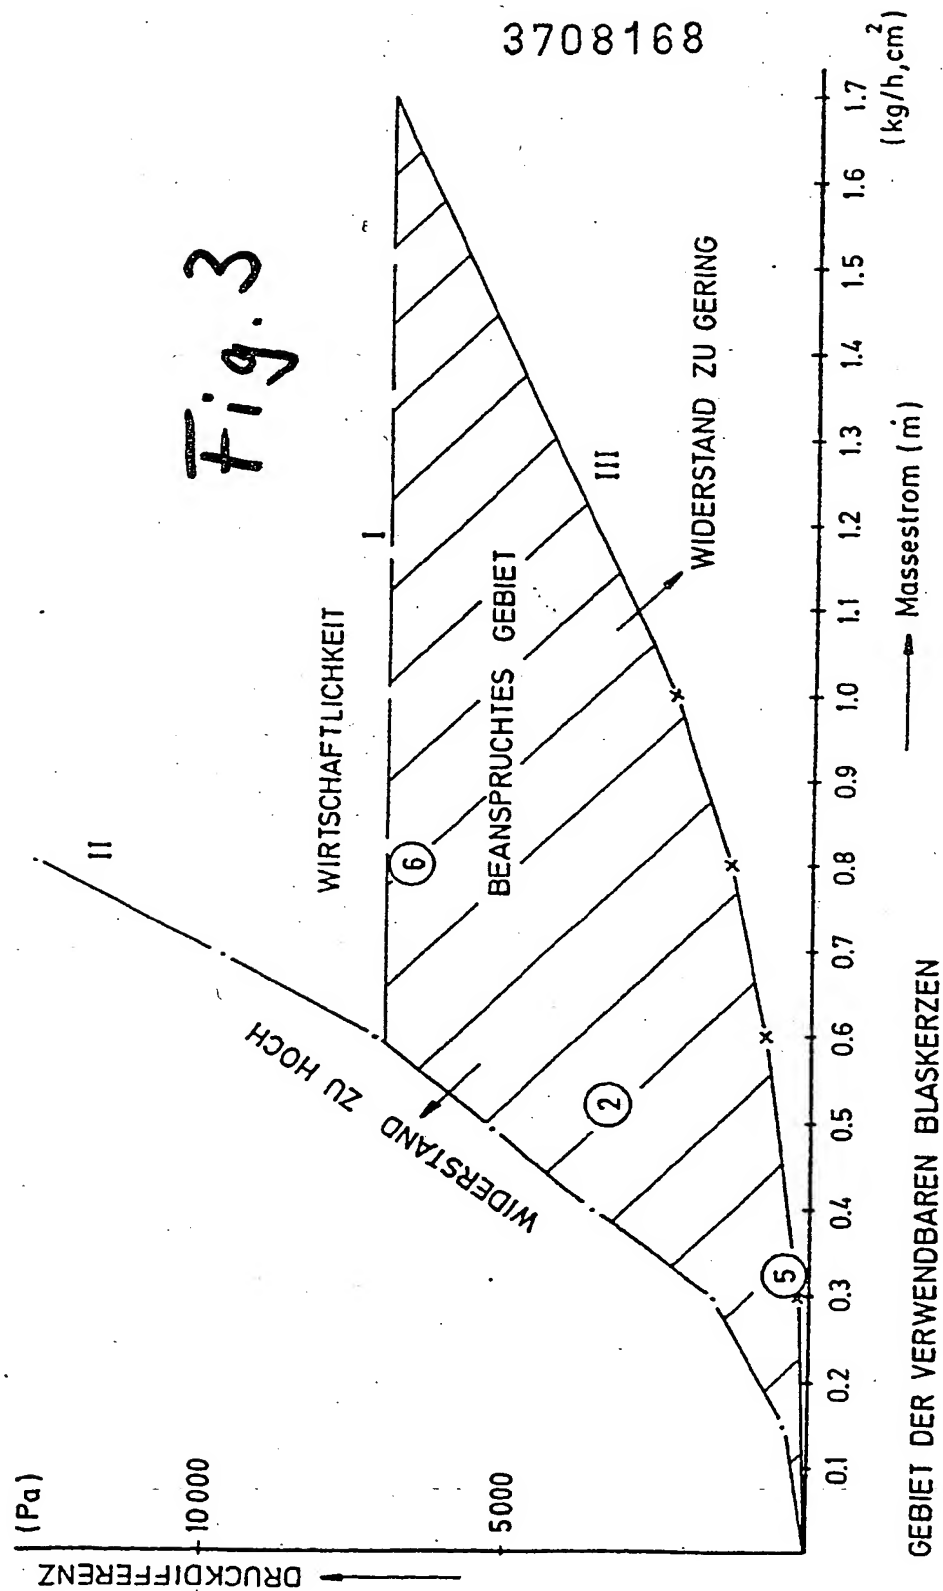 3708168
Fig. 3
(Pa)
10 000
5000
DRUCKDIFFERENZ
II
WIRTSCHAFTLICHKEIT
I
6
WIDERSTAND ZU HOCH
BEANSPRUCHTES GEBIET
III
2
WIDERSTAND ZU GERING
5
0.1 0.2 0.3 0.4 0.5 0.6 0.7 0.8 0.9 1.0 1.1 1.2 1.3 1.4 1.5 1.6 1.7
Massestrom (ṁ)
(kg/h,cm²)
GEBIET DER VERWENDBAREN BLASKERZEN